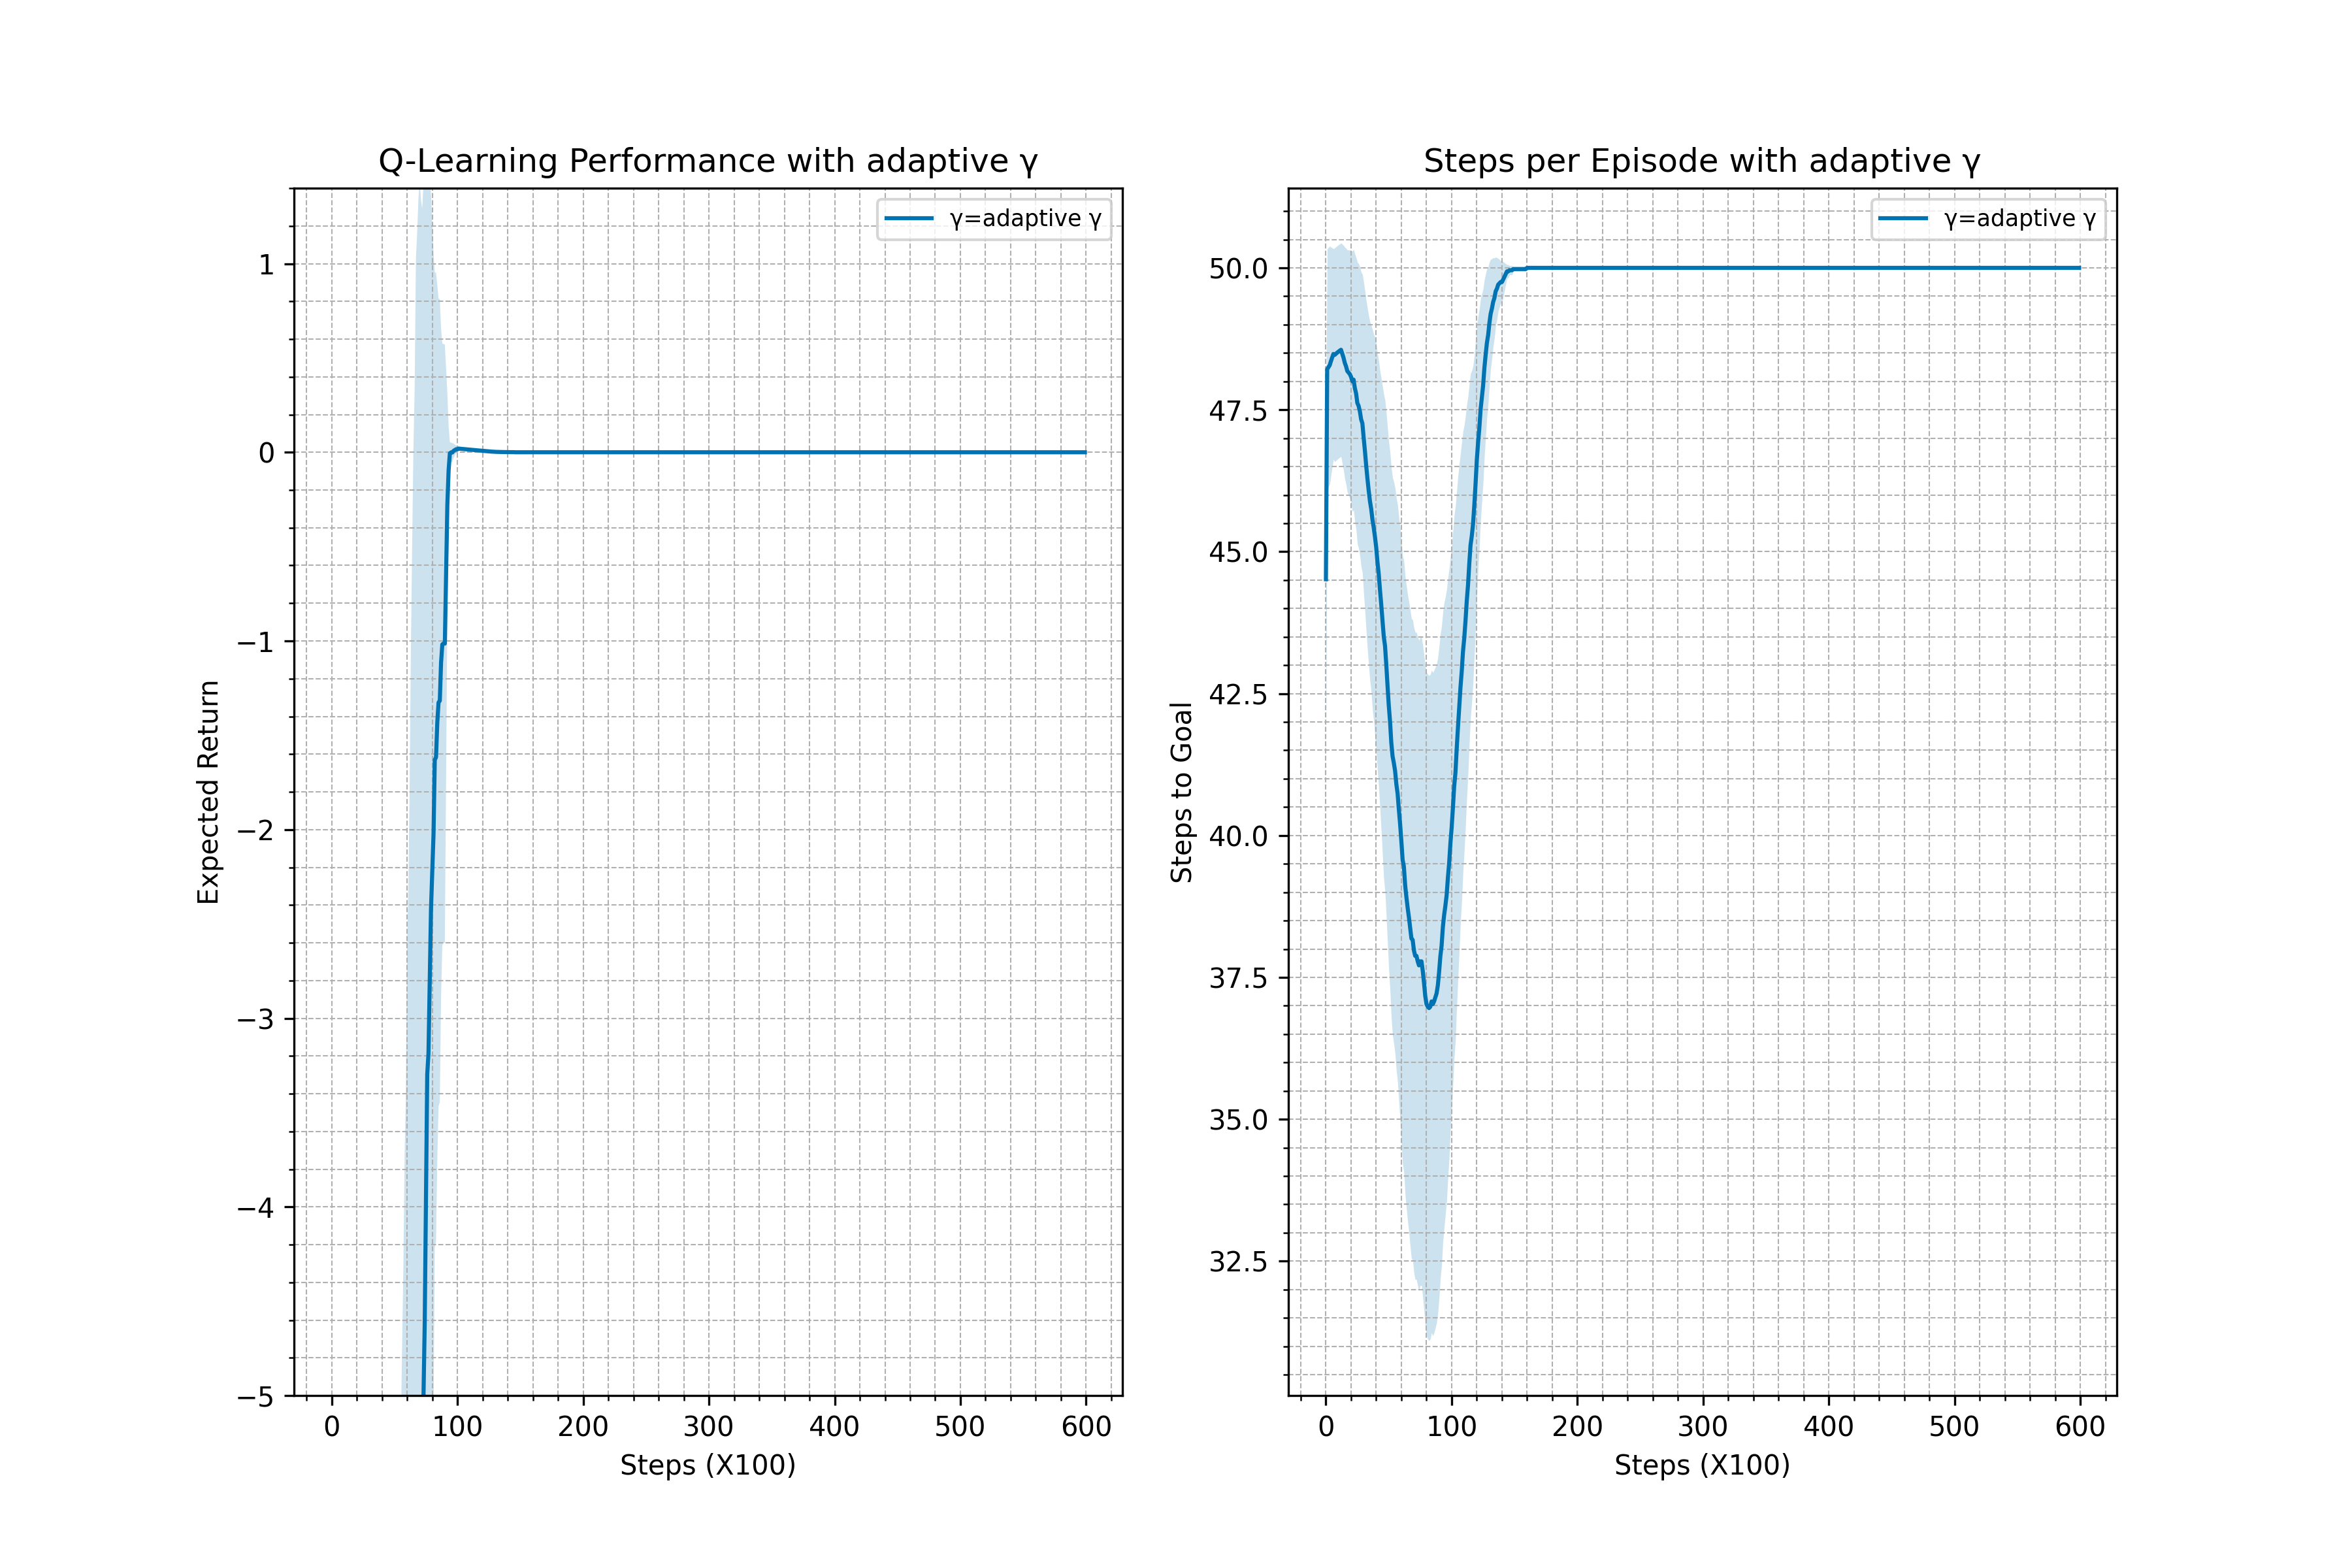 Q-Learning Performance with adaptive γ
γ=adaptive γ
1
0
−1
−2
−3
−4
−5
Expected Return
0 100 200 300 400 500 600
Steps (X100)
Steps per Episode with adaptive γ
γ=adaptive γ
50.0
47.5
45.0
42.5
40.0
37.5
35.0
32.5
Steps to Goal
0 100 200 300 400 500 600
Steps (X100)